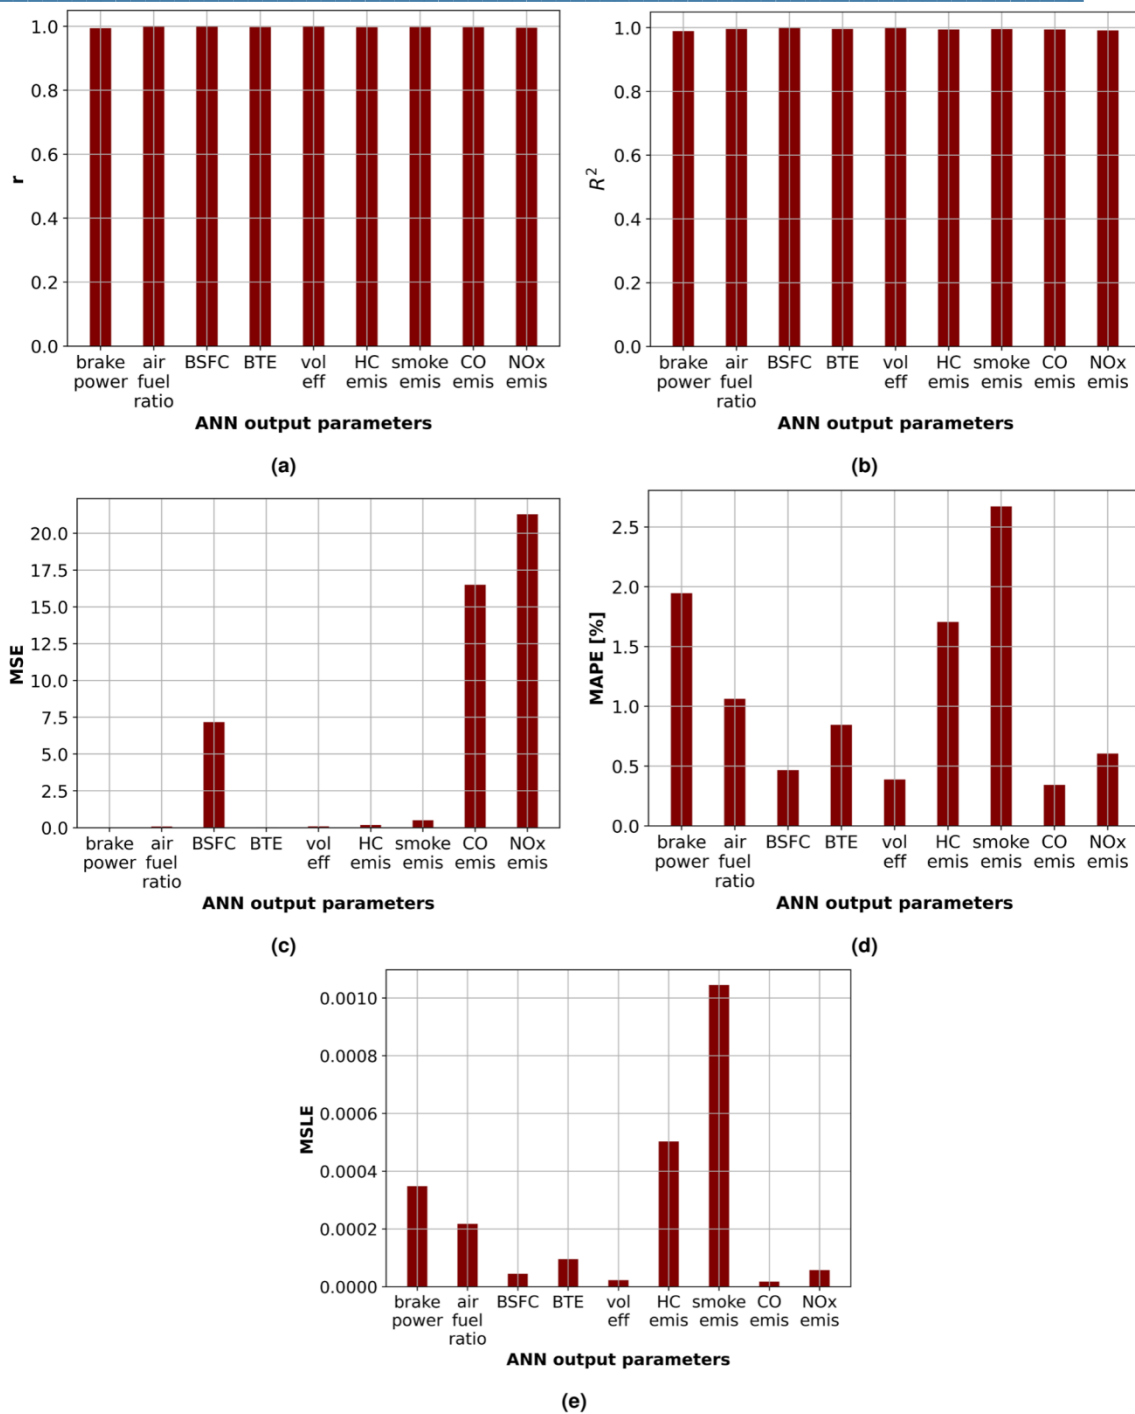 1.0
0.8
0.6
0.4
0.2
0.0
r
brake power
air fuel ratio
BSFC
BTE
vol eff
HC emis
smoke emis
CO emis
NOx emis
ANN output parameters
(a)
1.0
0.8
0.6
0.4
0.2
0.0
R²
brake power
air fuel ratio
BSFC
BTE
vol eff
HC emis
smoke emis
CO emis
NOx emis
ANN output parameters
(b)
20.0
17.5
15.0
12.5
10.0
7.5
5.0
2.5
0.0
MSE
brake power
air fuel ratio
BSFC
BTE
vol eff
HC emis
smoke emis
CO emis
NOx emis
ANN output parameters
(c)
2.5
2.0
1.5
1.0
0.5
0.0
MAPE [%]
brake power
air fuel ratio
BSFC
BTE
vol eff
HC emis
smoke emis
CO emis
NOx emis
ANN output parameters
(d)
0.0010
0.0008
0.0006
0.0004
0.0002
0.0000
MSLE
brake power
air fuel ratio
BSFC
BTE
vol eff
HC emis
smoke emis
CO emis
NOx emis
ANN output parameters
(e)